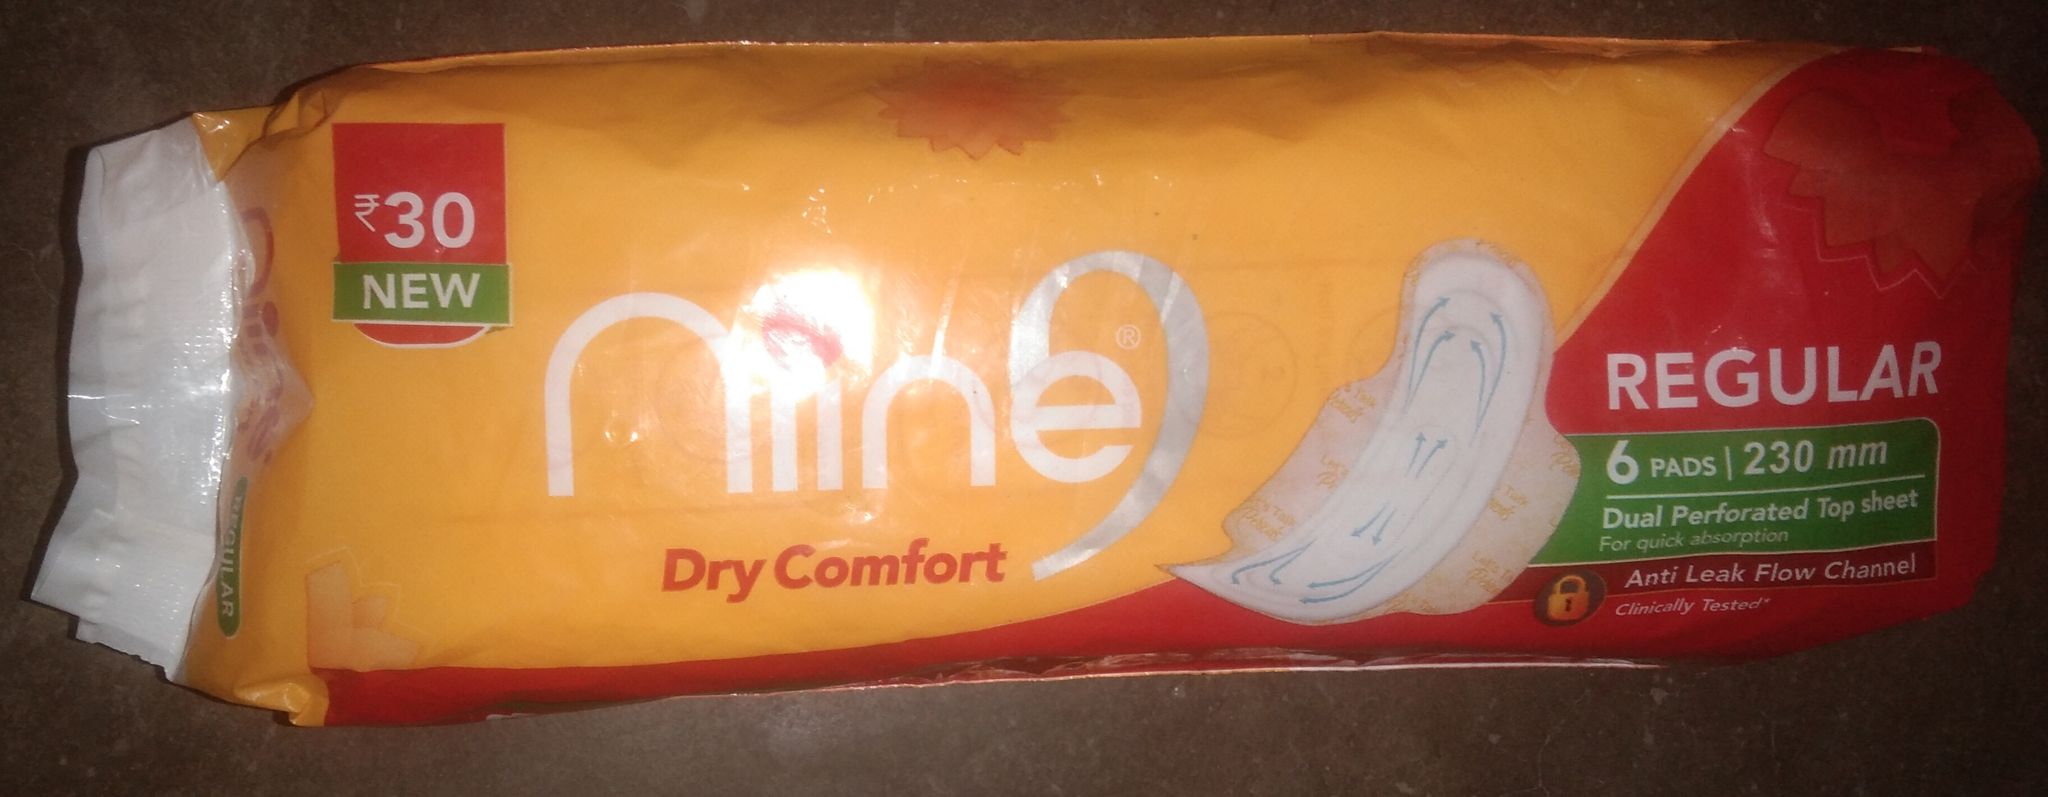 ₹30
NEW
niine®
Dry Comfort
REGULAR
6 PADS | 230 mm
Dual Perforated Top sheet
For quick absorption
Anti Leak Flow Channel
Clinically Tested*
REGULAR